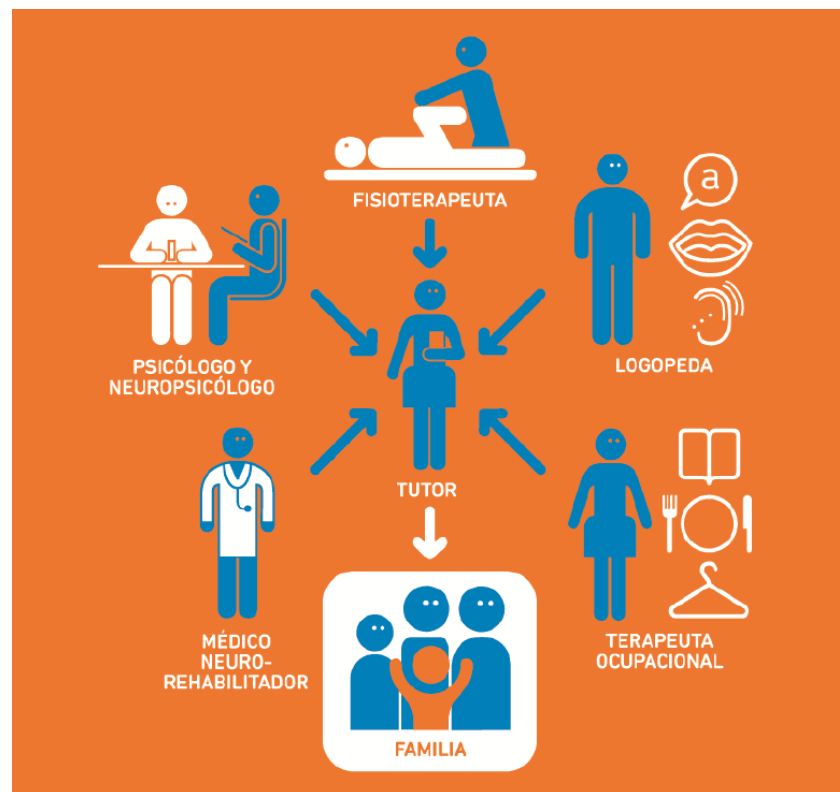 FISIOTERAPEUTA
a
PSICÓLOGO Y
NEUROPSICÓLOGO
LOGOPEDA
TUTOR
MÉDICO
NEURO-
REHABILITADOR
TERAPEUTA
OCUPACIONAL
FAMILIA